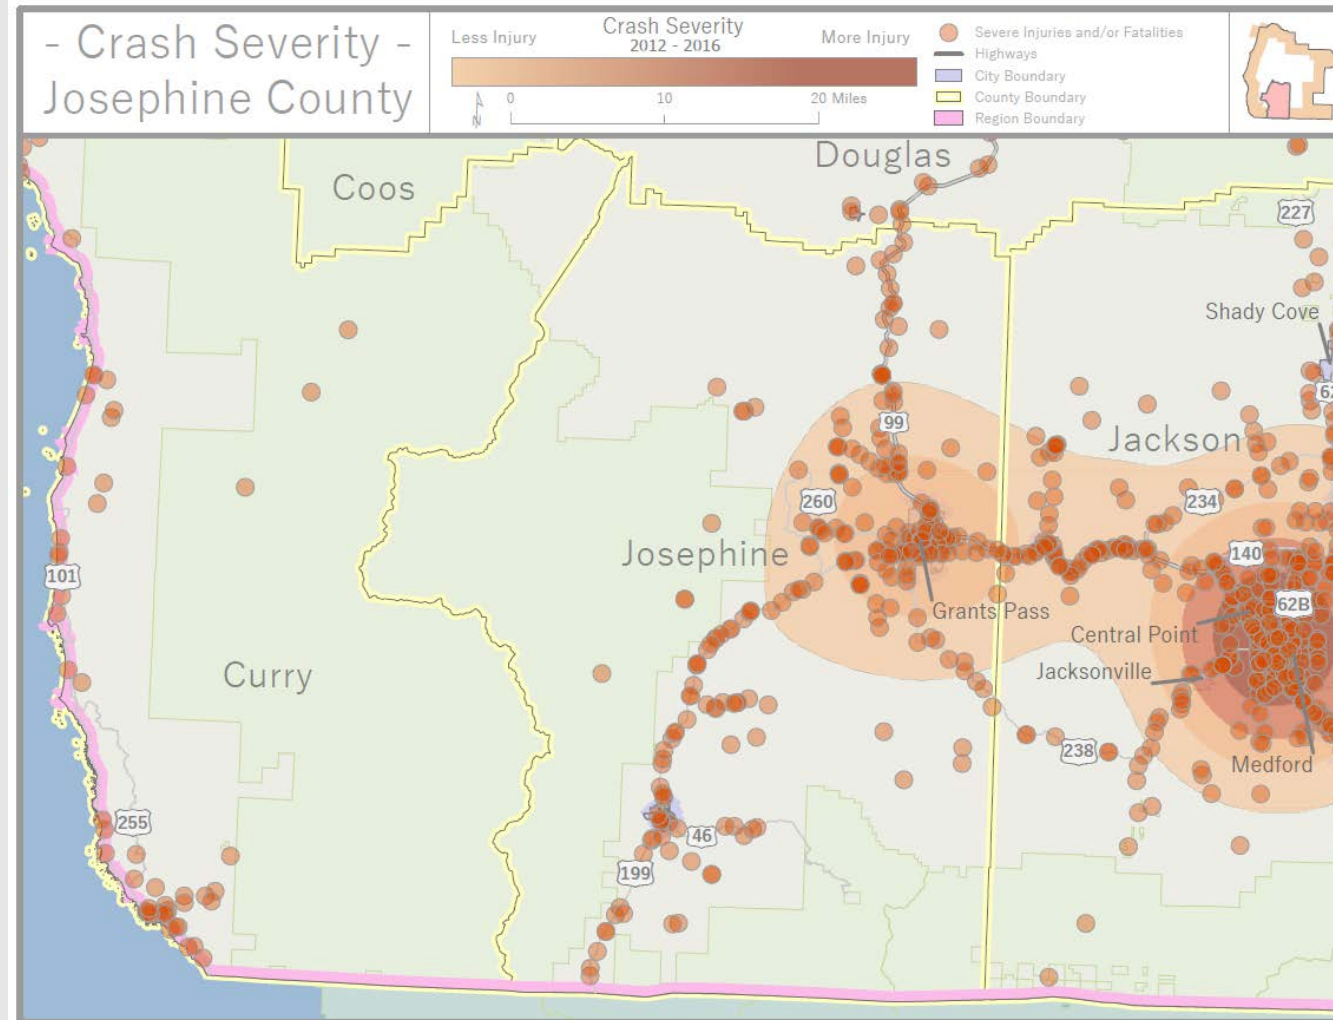 - Crash Severity -
Josephine County
Crash Severity
2012 - 2016
Less Injury
More Injury
N
0
10
20 Miles
Severe Injuries and/or Fatalities
Highways
City Boundary
County Boundary
Region Boundary
Douglas
Coos
227
Shady Cove
62
99
Jackson
260
234
Josephine
140
101
62B
Grants Pass
Central Point
Jacksonville
Curry
238
Medford
255
46
199